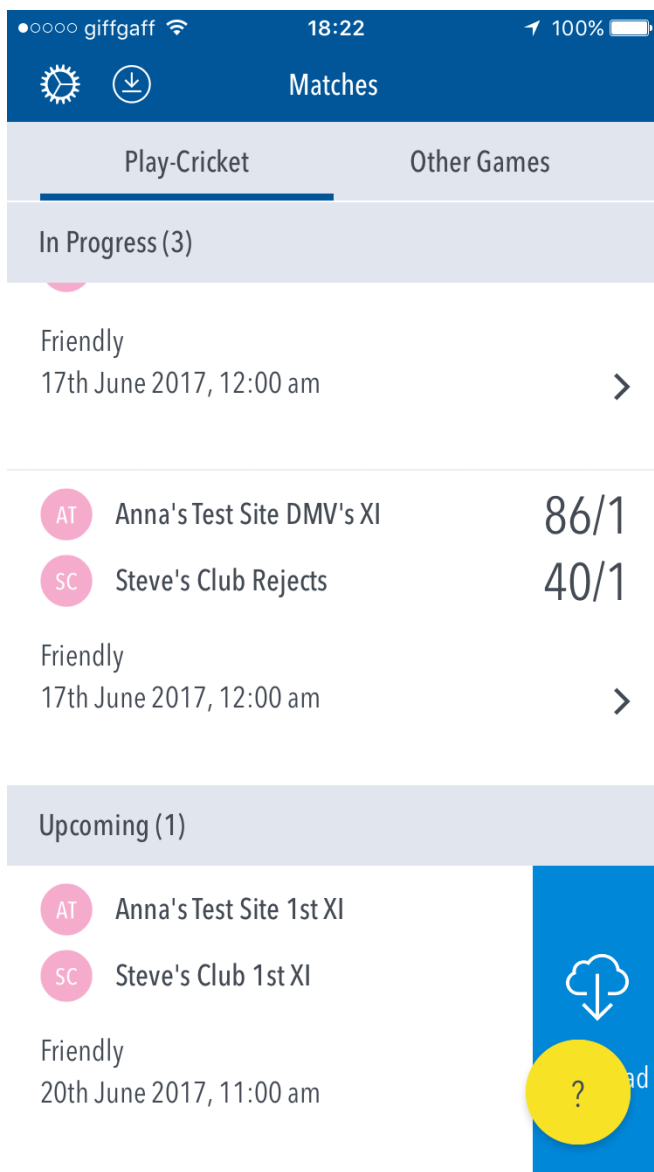 giffgaff 18:22 100%
Matches
Play-Cricket Other Games
In Progress (3)
Friendly
17th June 2017, 12:00 am
AT Anna's Test Site DMV's XI 86/1
SC Steve's Club Rejects 40/1
Friendly
17th June 2017, 12:00 am
Upcoming (1)
AT Anna's Test Site 1st XI
SC Steve's Club 1st XI
Friendly
20th June 2017, 11:00 am
? ad